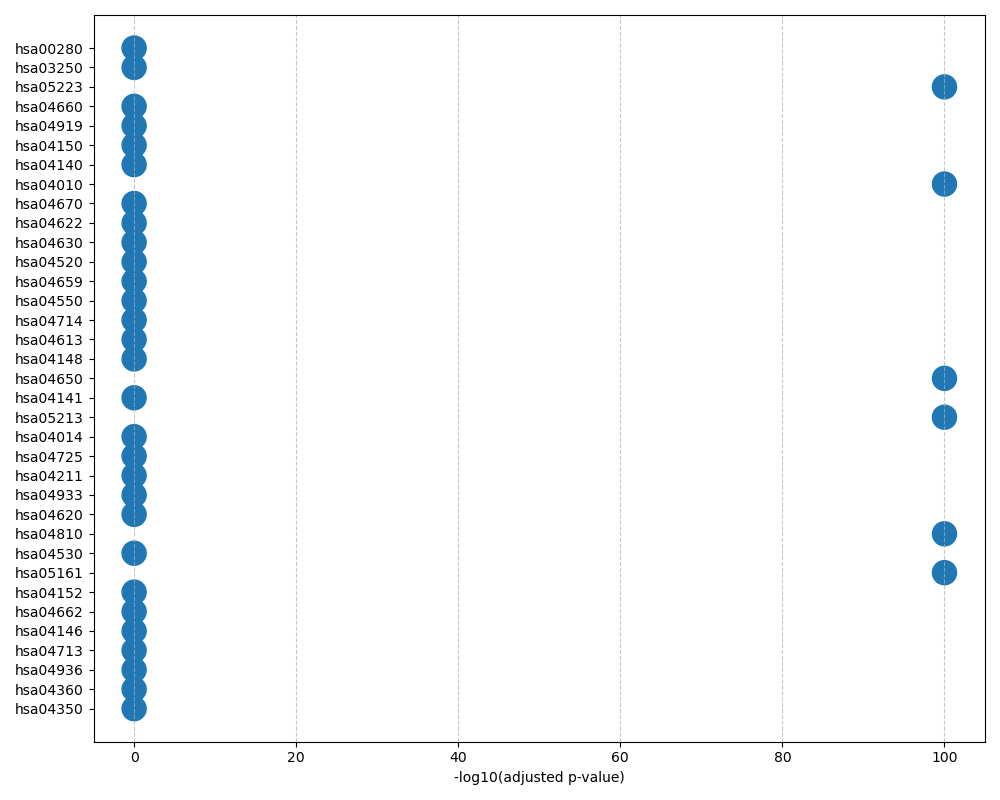 hsa00280
hsa03250
hsa05223
hsa04660
hsa04919
hsa04150
hsa04140
hsa04010
hsa04670
hsa04622
hsa04630
hsa04520
hsa04659
hsa04550
hsa04714
hsa04613
hsa04148
hsa04650
hsa04141
hsa05213
hsa04014
hsa04725
hsa04211
hsa04933
hsa04620
hsa04810
hsa04530
hsa05161
hsa04152
hsa04662
hsa04146
hsa04713
hsa04936
hsa04360
hsa04350
0 20 40 60 80 100
-log10(adjusted p-value)